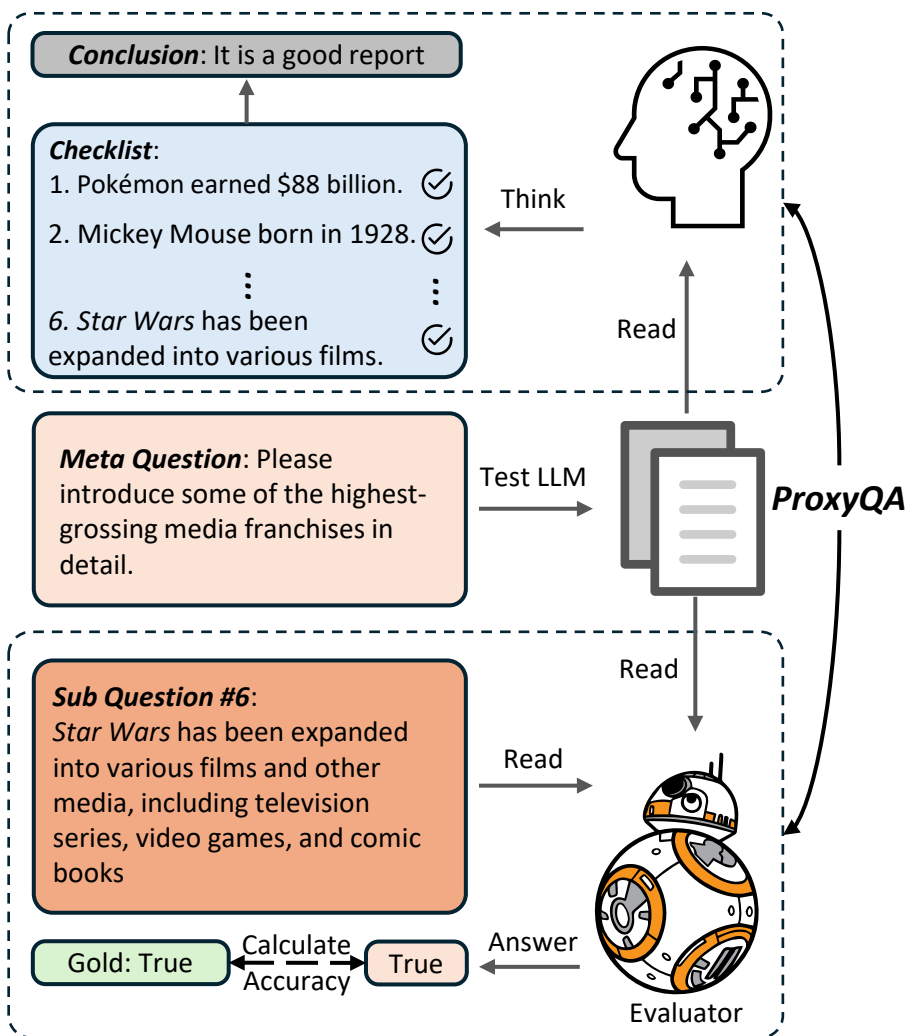 Conclusion: It is a good report
Checklist:
1. Pokémon earned $88 billion.
2. Mickey Mouse born in 1928.
...
...
6. Star Wars has been
expanded into various films.
Think
Read
Meta Question: Please
introduce some of the highest-
grossing media franchises in
detail.
Test LLM
ProxyQA
Read
Sub Question #6:
Star Wars has been expanded
into various films and other
media, including television
series, video games, and comic
books
Read
Gold: True
Calculate
Accuracy
True
Answer
Evaluator